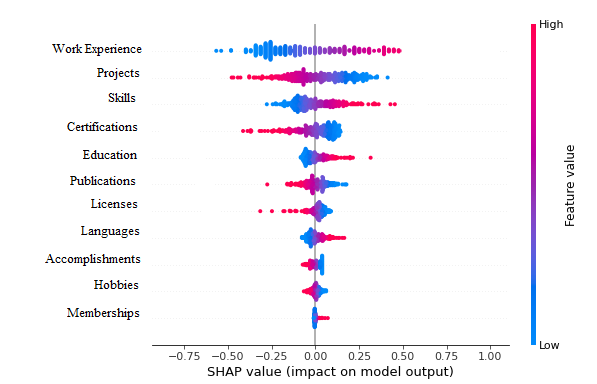 High
Work Experience
Projects
Skills
Certifications
Education
Publications
Licenses
Languages
Accomplishments
Hobbies
Memberships
Feature value
Low
−0.75 −0.50 −0.25 0.00 0.25 0.50 0.75 1.00
SHAP value (impact on model output)